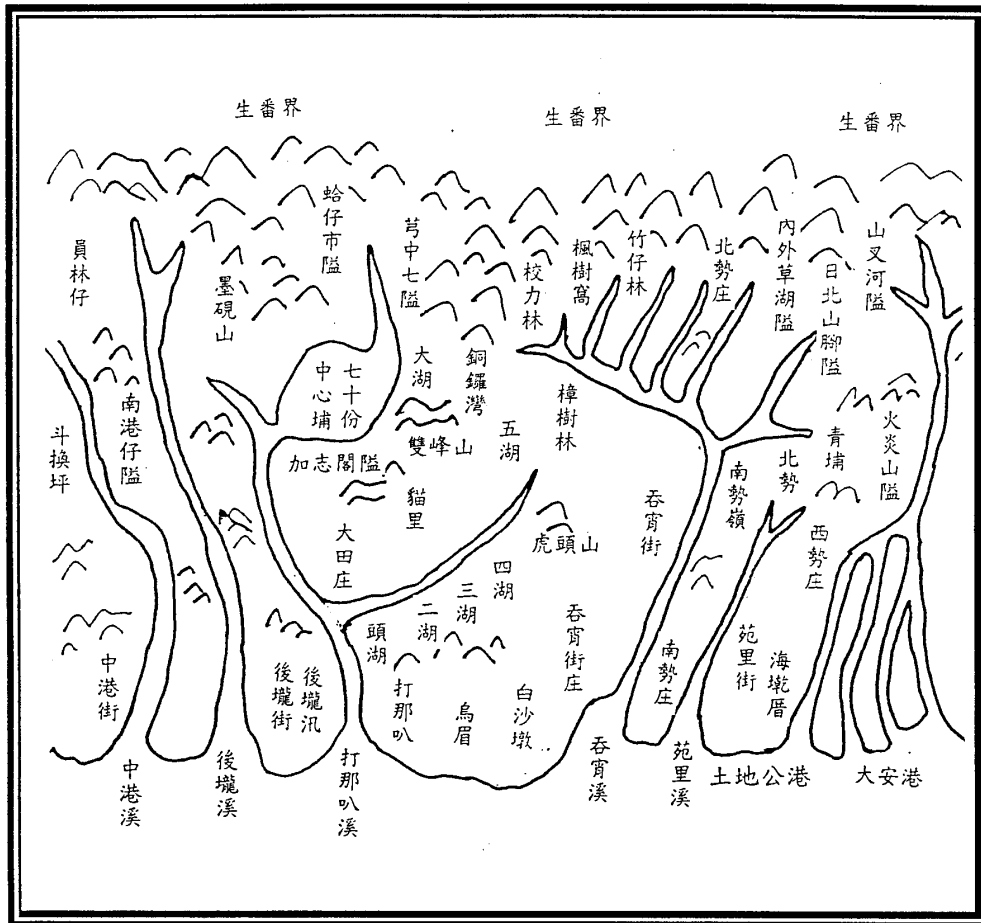 生番界
生番界
生番界
員林仔
墨硯山
蛤仔市隘
芎中七隘
校力林
楓樹窩
竹仔林
北勢庄
內外草湖隘
日北山腳隘
山叉河隘
斗換坪
南港仔隘
中心埔
七十份
大湖
銅鑼灣
雙峰山
五湖
樟樹林
加志閣隘
貓里
大田庄
虎頭山
吞宵街
南勢嶺
北勢
青埔
火炎山隘
西勢庄
四湖
三湖
二湖
頭湖
中港街
後壠街
後壠汛
打那叭
烏眉
白沙墩
吞宵街庄
南勢庄
苑里街
海墘厝
中港溪
後壠溪
打那叭溪
吞宵溪
苑里溪
土地公港
大安港